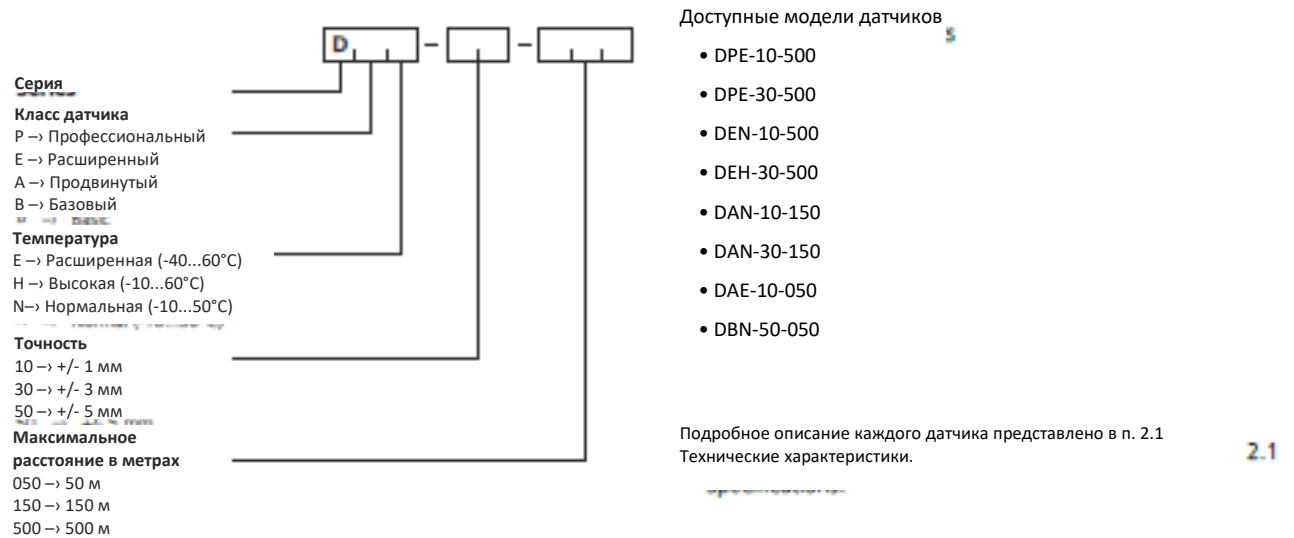 D
Серия
Класс датчика
P –› Профессиональный
E –› Расширенный
A –› Продвинутый
B –› Базовый
Температура
E –› Расширенная (-40...60°C)
H –› Высокая (-10...60°C)
N–› Нормальная (-10...50°C)
Точность
10 –› +/- 1 мм
30 –› +/- 3 мм
50 –› +/- 5 мм
Максимальное
расстояние в метрах
050 –› 50 м
150 –› 150 м
500 –› 500 м
Доступные модели датчиков
• DPE-10-500
• DPE-30-500
• DEN-10-500
• DEH-30-500
• DAN-10-150
• DAN-30-150
• DAE-10-050
• DBN-50-050
Подробное описание каждого датчика представлено в п. 2.1
Технические характеристики.
2.1